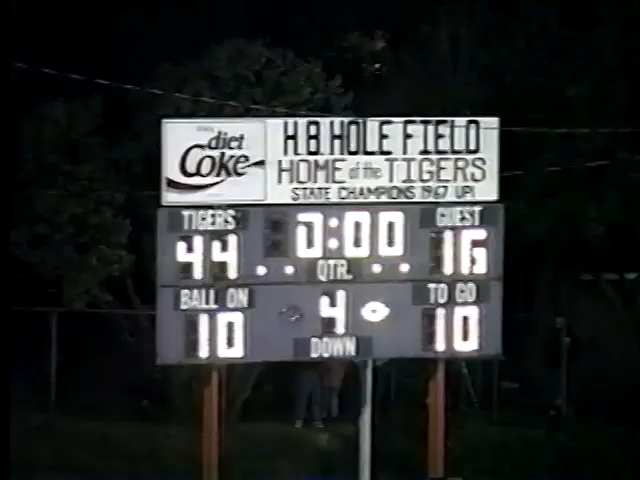 diet
Coke
H.B. HOLE FIELD
HOME of the TIGERS
STATE CHAMPIONS 1967 UPI
TIGERS 0:00 GUEST
44 QTR. 16
BALL ON 4 TO GO
10 DOWN 10